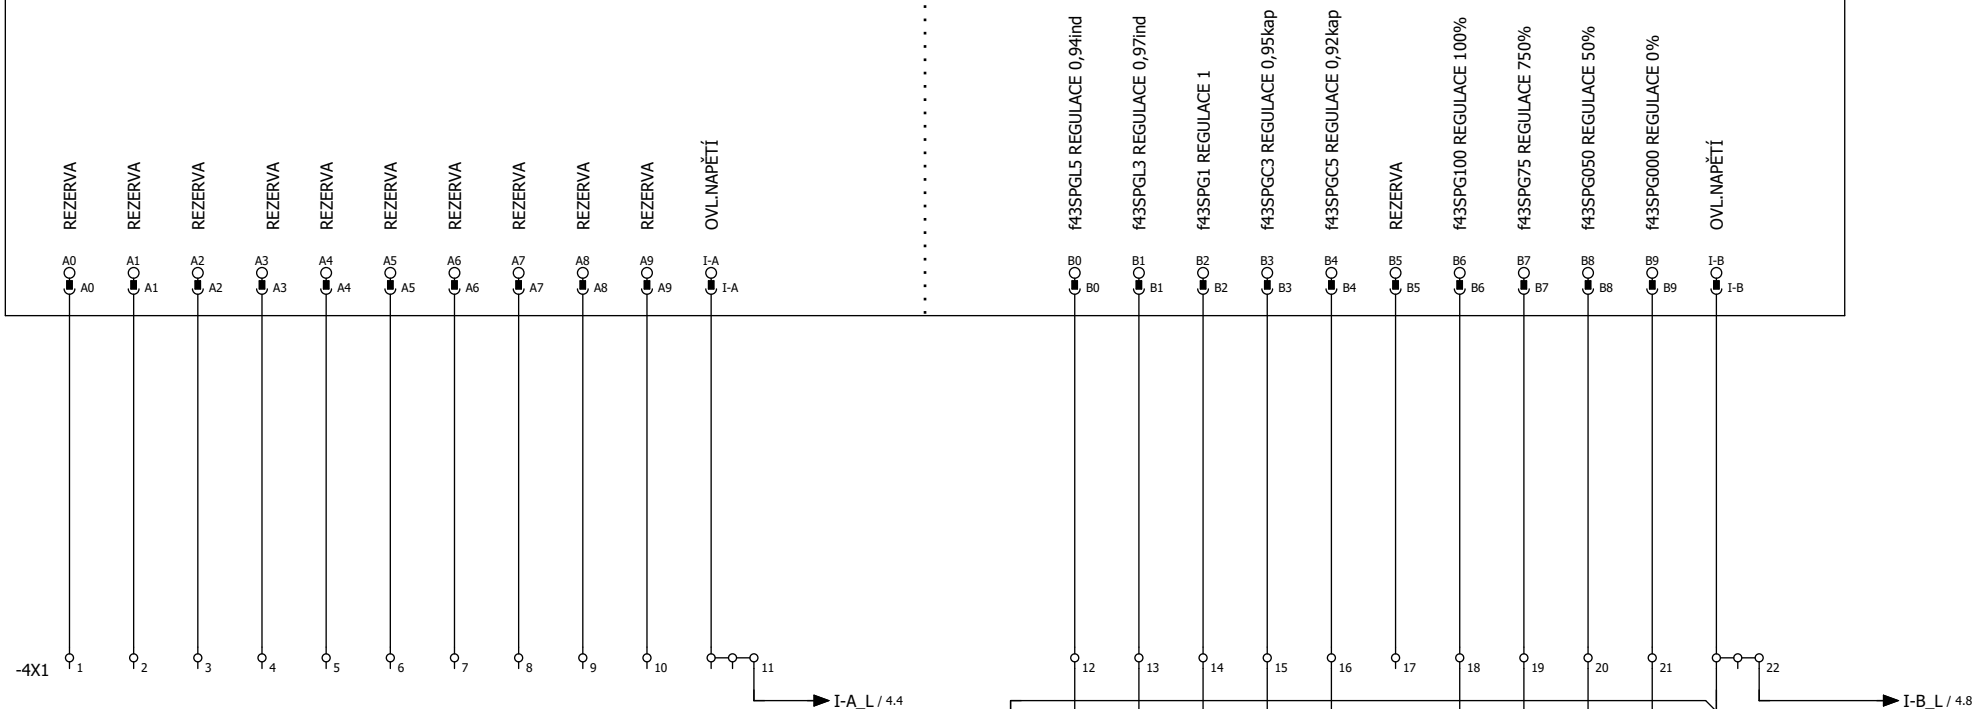 REZERVA
REZERVA
REZERVA
REZERVA
REZERVA
REZERVA
REZERVA
REZERVA
REZERVA
REZERVA
OVL.NAPĚTÍ
f43SPGL5 REGULACE 0,94ind
f43SPGL3 REGULACE 0,97ind
f43SPG1 REGULACE 1
f43SPGC3 REGULACE 0,95kap
f43SPGC5 REGULACE 0,92kap
REZERVA
f43SPG100 REGULACE 100%
f43SPG75 REGULACE 750%
f43SPG050 REGULACE 50%
f43SPG000 REGULACE 0%
OVL.NAPĚTÍ
A0 A1 A2 A3 A4 A5 A6 A7 A8 A9 I-A B0 B1 B2 B3 B4 B5 B6 B7 B8 B9 I-B
A0 A1 A2 A3 A4 A5 A6 A7 A8 A9 I-A B0 B1 B2 B3 B4 B5 B6 B7 B8 B9 I-B
-4X1 1 2 3 4 5 6 7 8 9 10 11 12 13 14 15 16 17 18 19 20 21 22
I-A_L / 4.4 I-B_L / 4.8